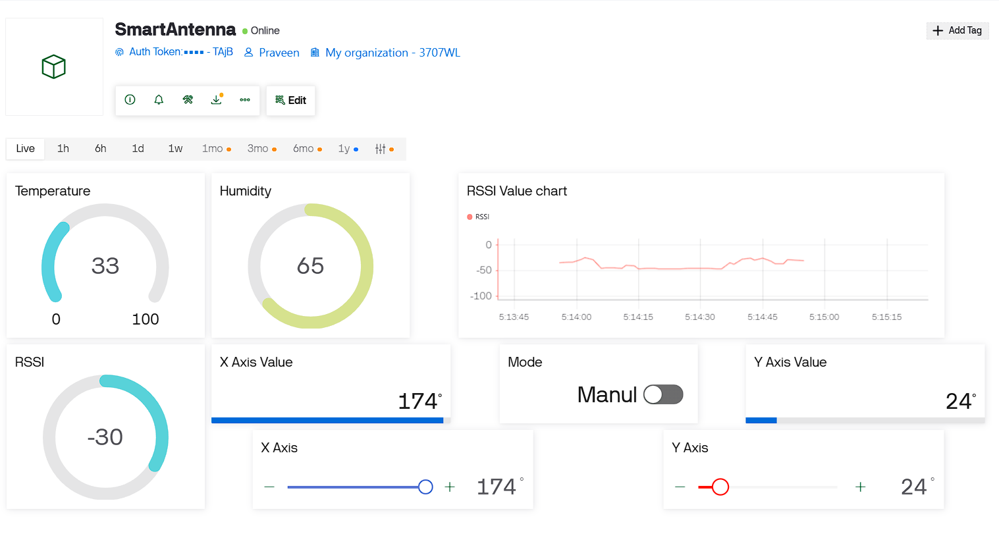 SmartAntenna Online
+ Add Tag
Auth Token:▪▪▪▪ - TAjB Praveen My organization - 3707WL
Edit
Live 1h 6h 1d 1w 1mo 3mo 6mo 1y
Temperature
33
0 100
Humidity
65
RSSI Value chart
RSSI
0
-50
-100
5:13:45 5:14:00 5:14:15 5:14:30 5:14:45 5:15:00 5:15:15
RSSI
-30
X Axis Value
174°
Mode
Manul
Y Axis Value
24°
X Axis
— + 174°
Y Axis
— + 24°